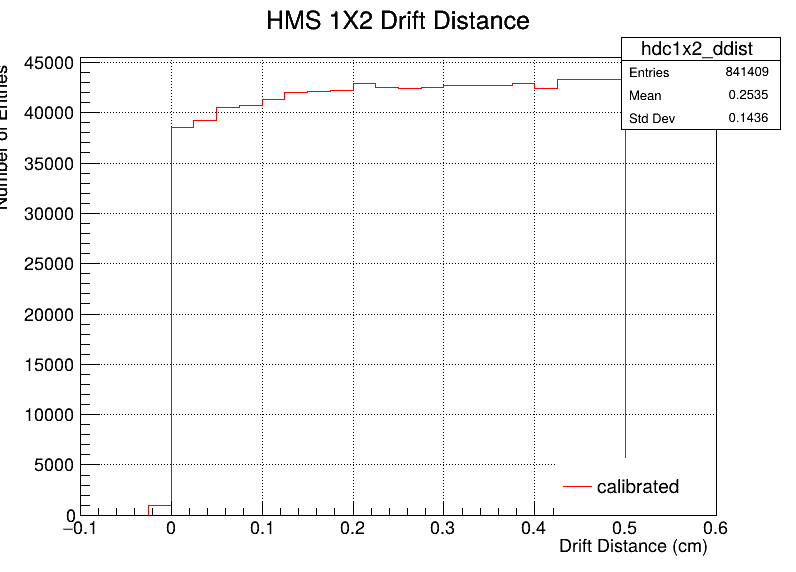 HMS 1X2 Drift Distance
hdc1x2_ddist
Entries 841409
Mean 0.2535
Std Dev 0.1436
Number of Entries
45000
40000
35000
30000
25000
20000
15000
10000
5000
0
calibrated
−0.1 0 0.1 0.2 0.3 0.4 0.5 0.6
Drift Distance (cm)